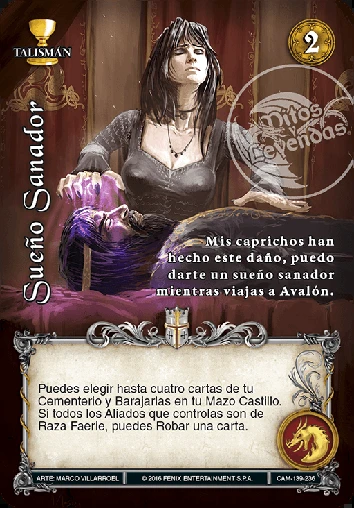 TALISMÁN
2
Mitos y
Leyendas
Sueño Sanador
Mis caprichos han
hecho este daño, puedo
darte un sueño sanador
mientras viajas a Avalón.
Puedes elegir hasta cuatro cartas de tu
Cementerio y Barajarlas en tu Mazo Castillo.
Si todos los Aliados que controlas son de
Raza Faerie, puedes Robar una carta.
ARTE: MARCO VILLARROEL
© 2016 FENIX ENTERTAINMENT S.P.A.
CAM-189-236